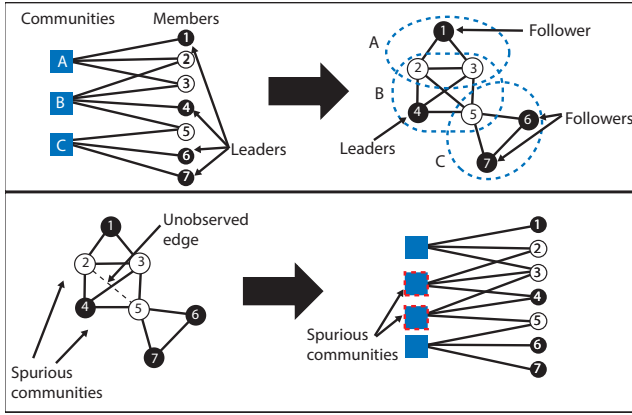 Communities Members
1
A
2
3
B
4
5
C
6
7
Leaders
Follower
1
A
2 3
B
4 5 6
Leaders
Followers
7
C
Unobserved
edge
1
2 3
4 5 6
7
Spurious
communities
1
2
3
4
5
6
7
Spurious
communities